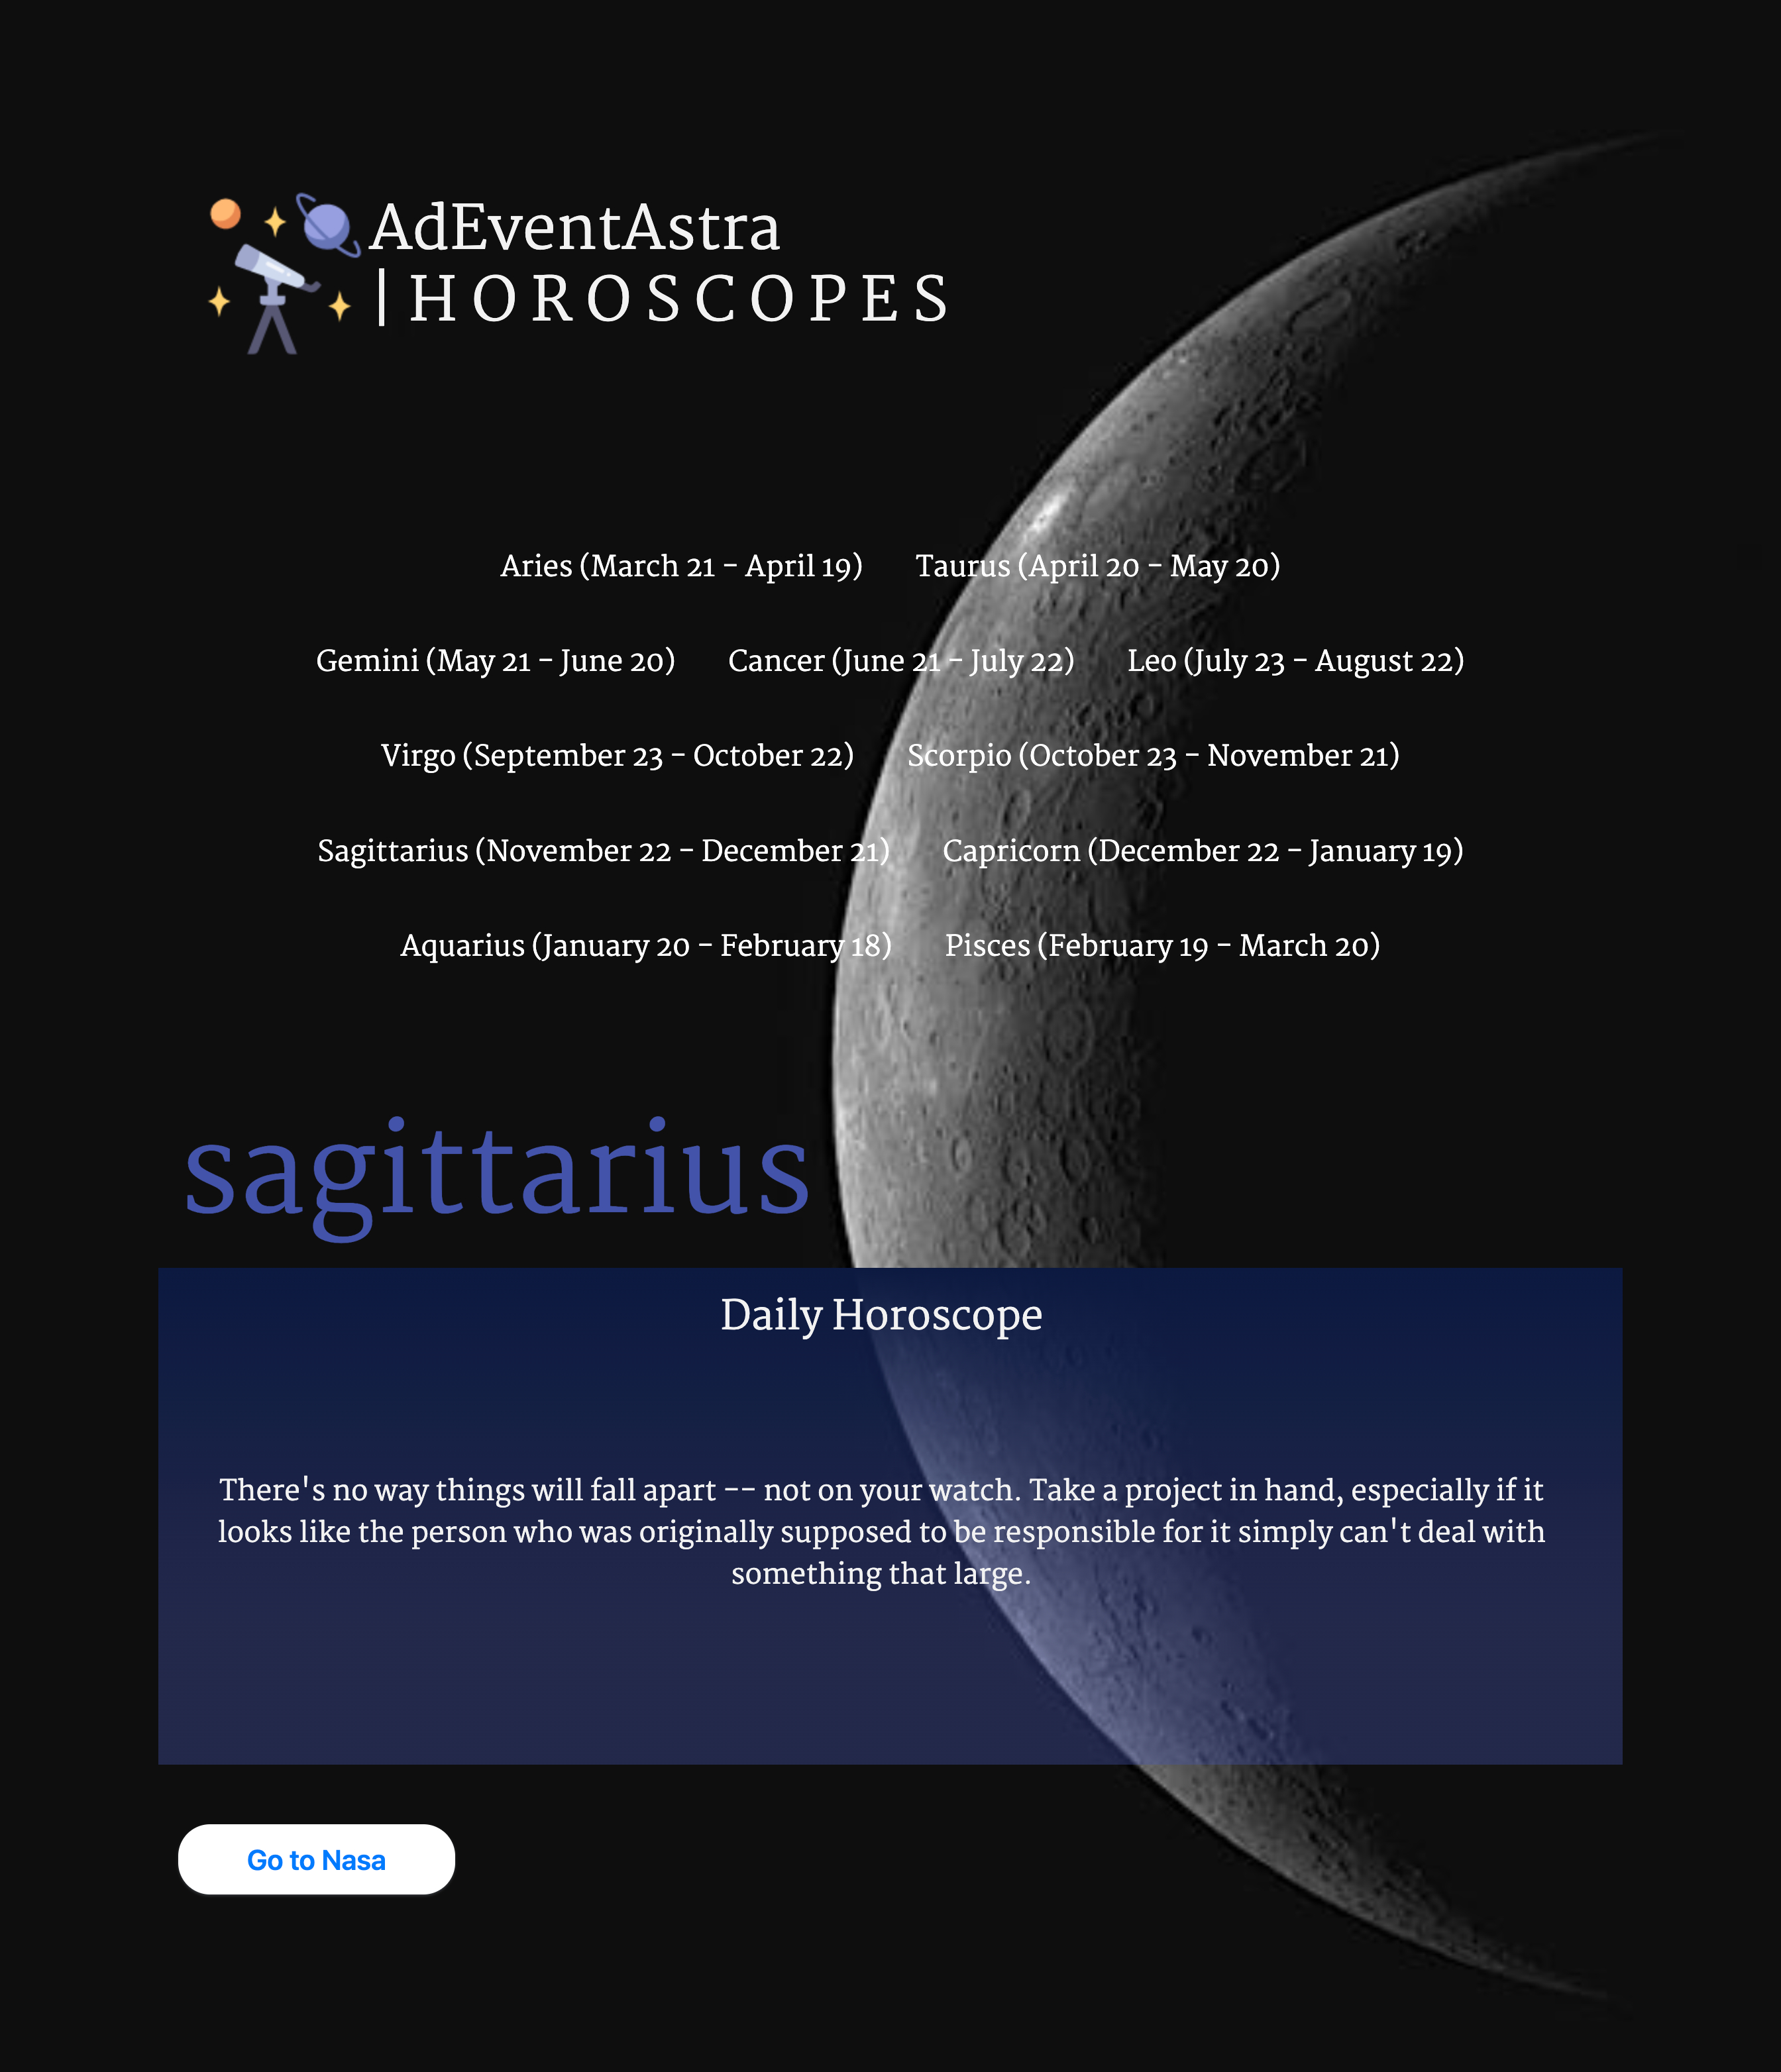 AdEventAstra
| H O R O S C O P E S
Aries (March 21 - April 19) Taurus (April 20 - May 20)
Gemini (May 21 - June 20) Cancer (June 21 - July 22) Leo (July 23 - August 22)
Virgo (September 23 - October 22) Scorpio (October 23 - November 21)
Sagittarius (November 22 - December 21) Capricorn (December 22 - January 19)
Aquarius (January 20 - February 18) Pisces (February 19 - March 20)
sagittarius
Daily Horoscope
There's no way things will fall apart -- not on your watch. Take a project in hand, especially if it
looks like the person who was originally supposed to be responsible for it simply can't deal with
something that large.
Go to Nasa